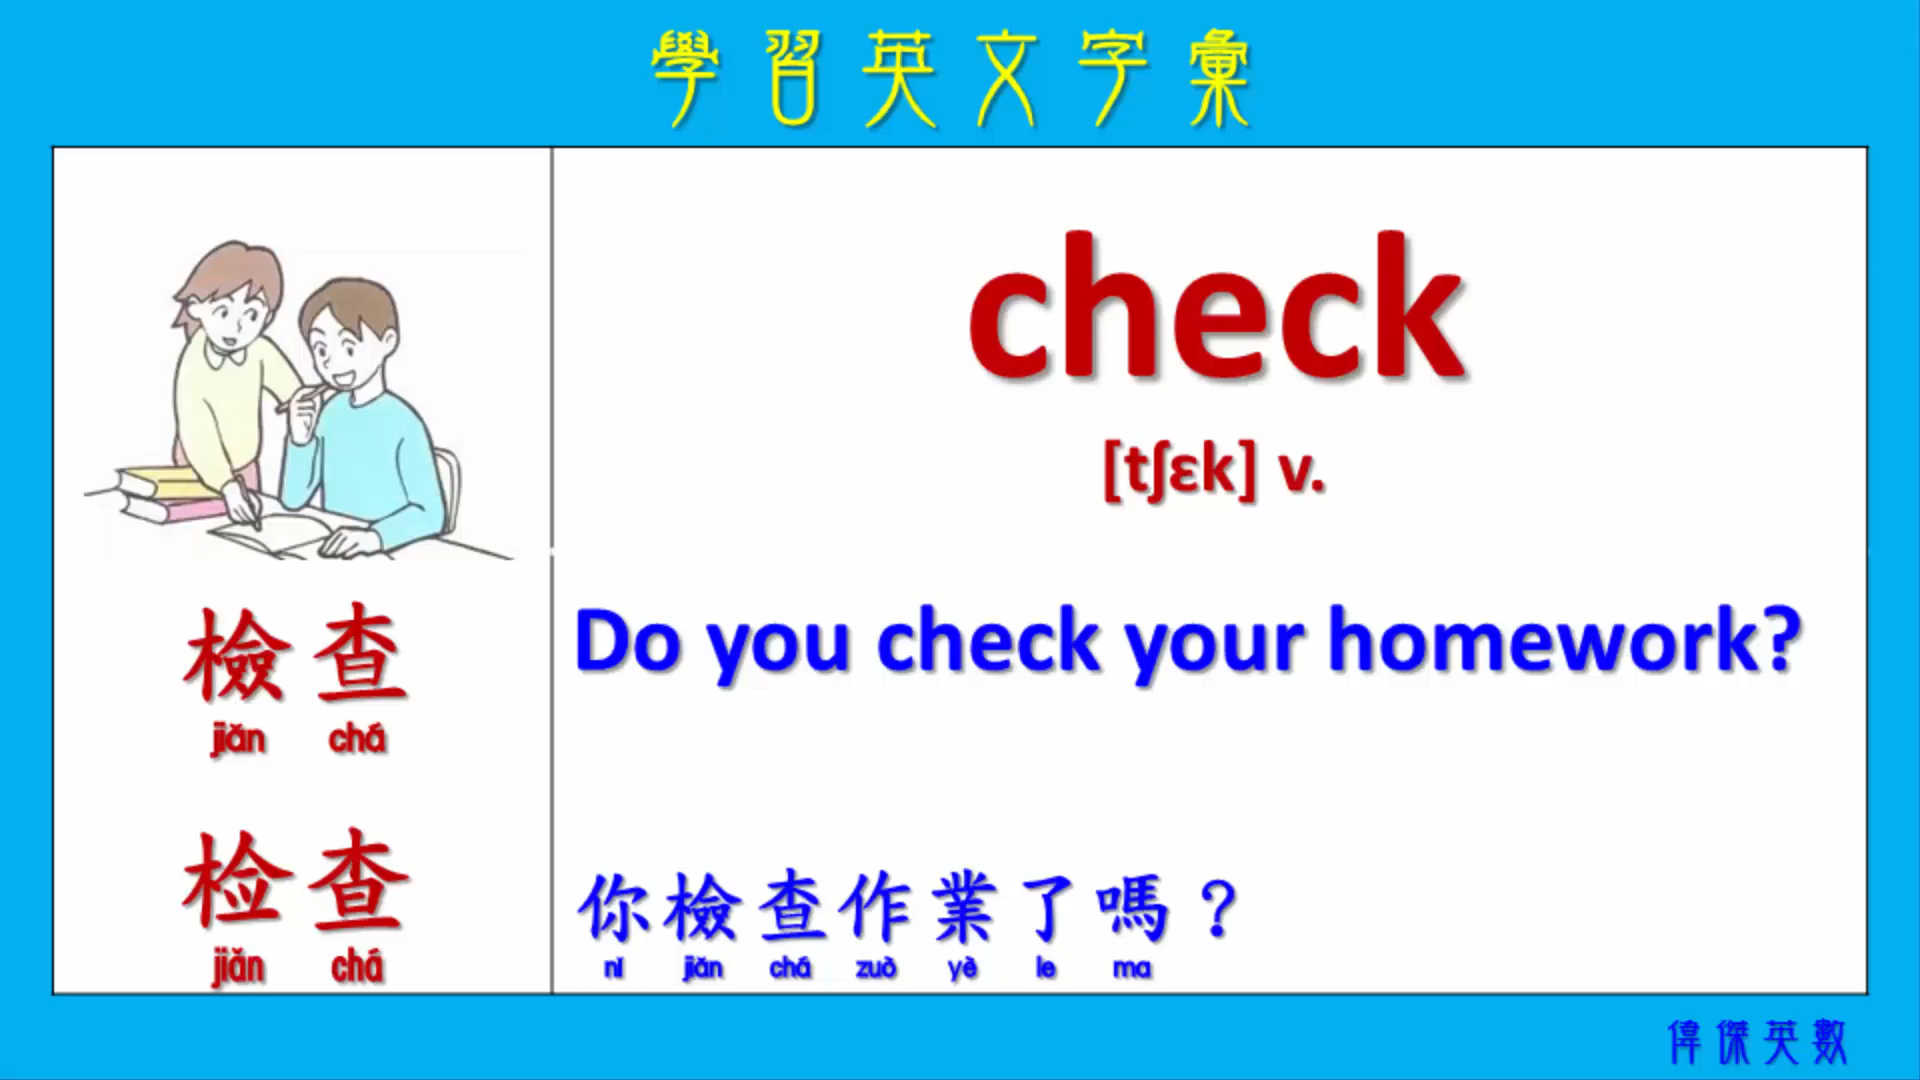 學習英文字彙
check
[tʃɛk] v.
檢查
jiǎn chá
检查
jiǎn chá
Do you check your homework?
你檢查作業了嗎？
nǐ jiǎn chá zuò yè le ma
偉傑英數